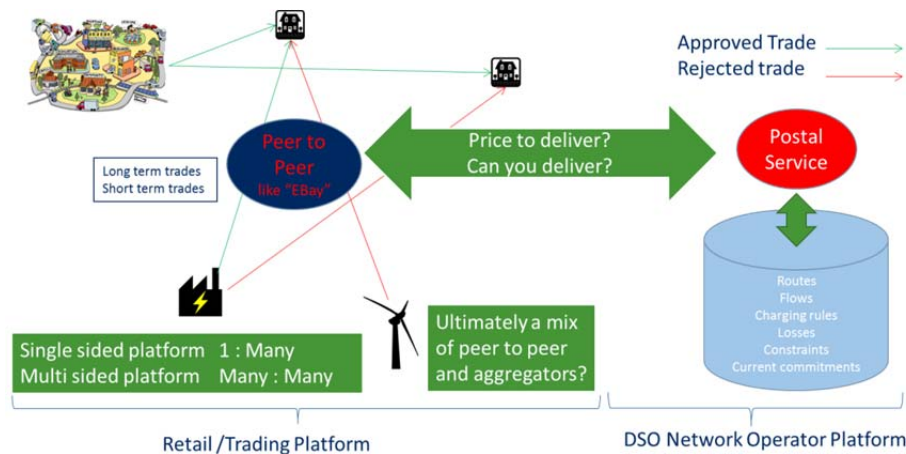 Approved Trade
Rejected trade
Peer to
Peer
like "EBay"
Price to deliver?
Can you deliver?
Postal
Service
Long term trades
Short term trades
Routes
Flows
Charging rules
Losses
Constraints
Current commitments
Single sided platform 1 : Many
Multi sided platform Many : Many
Ultimately a mix
of peer to peer
and aggregators?
Retail /Trading Platform
DSO Network Operator Platform